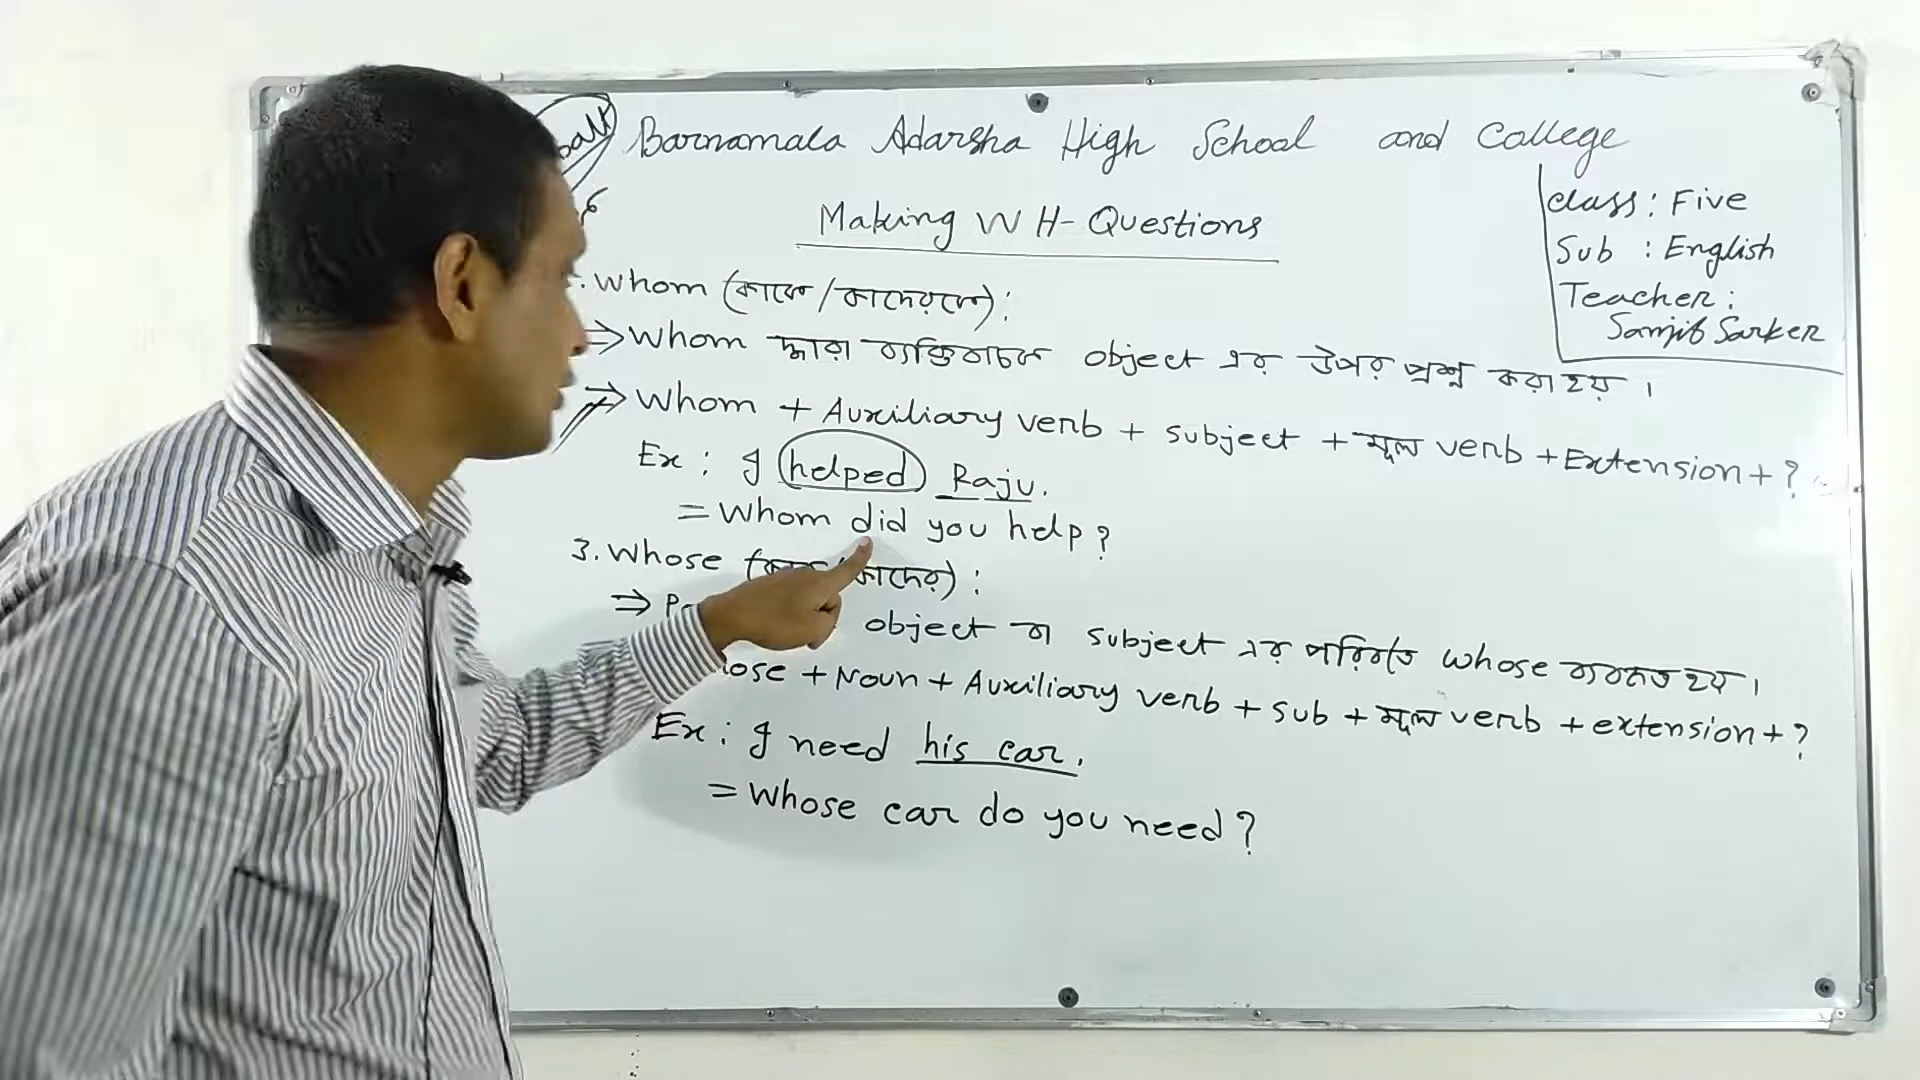 Barnamala Adarsha High School and College
Making WH-Questions
Class: Five
Sub : English
Teacher :
Sanjib Sarker
. Whom (কাকে/কাদেরকে):
⇒ Whom দ্বারা ব্যক্তিবাচক object এর উপর প্রশ্ন করা হয়।
⇒ Whom + Auxiliary verb + subject + মূল verb + Extension + ?
Ex : I helped Raju.
= Whom did you help?
3. Whose কাদের) :
⇒ object বা subject এর পরিবর্তে whose ব্যবহৃত হয়।
ose + Noun + Auxiliary verb + sub + মূল verb + extension + ?
Ex : I need his car.
= Whose car do you need?